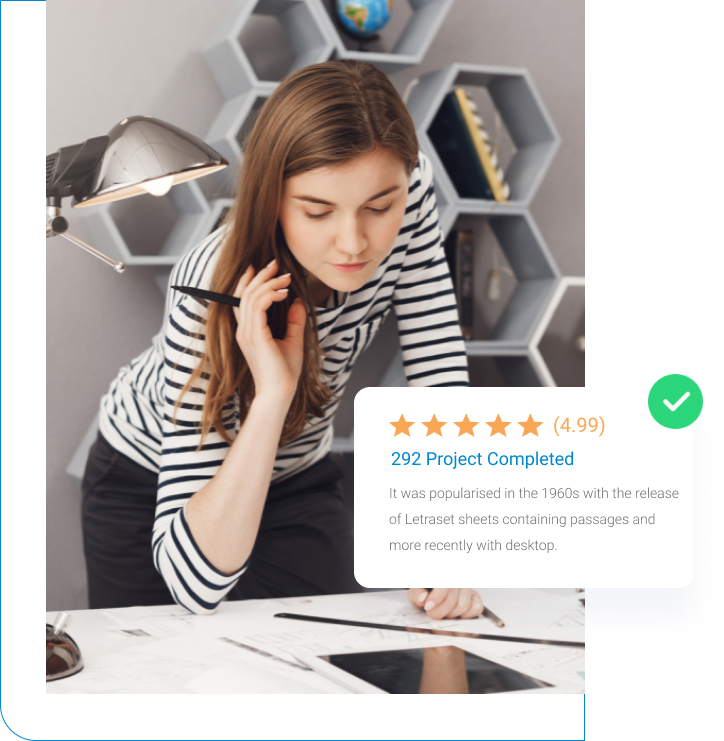 (4.99)
292 Project Completed
It was popularised in the 1960s with the release
of Letraset sheets containing passages and
more recently with desktop.